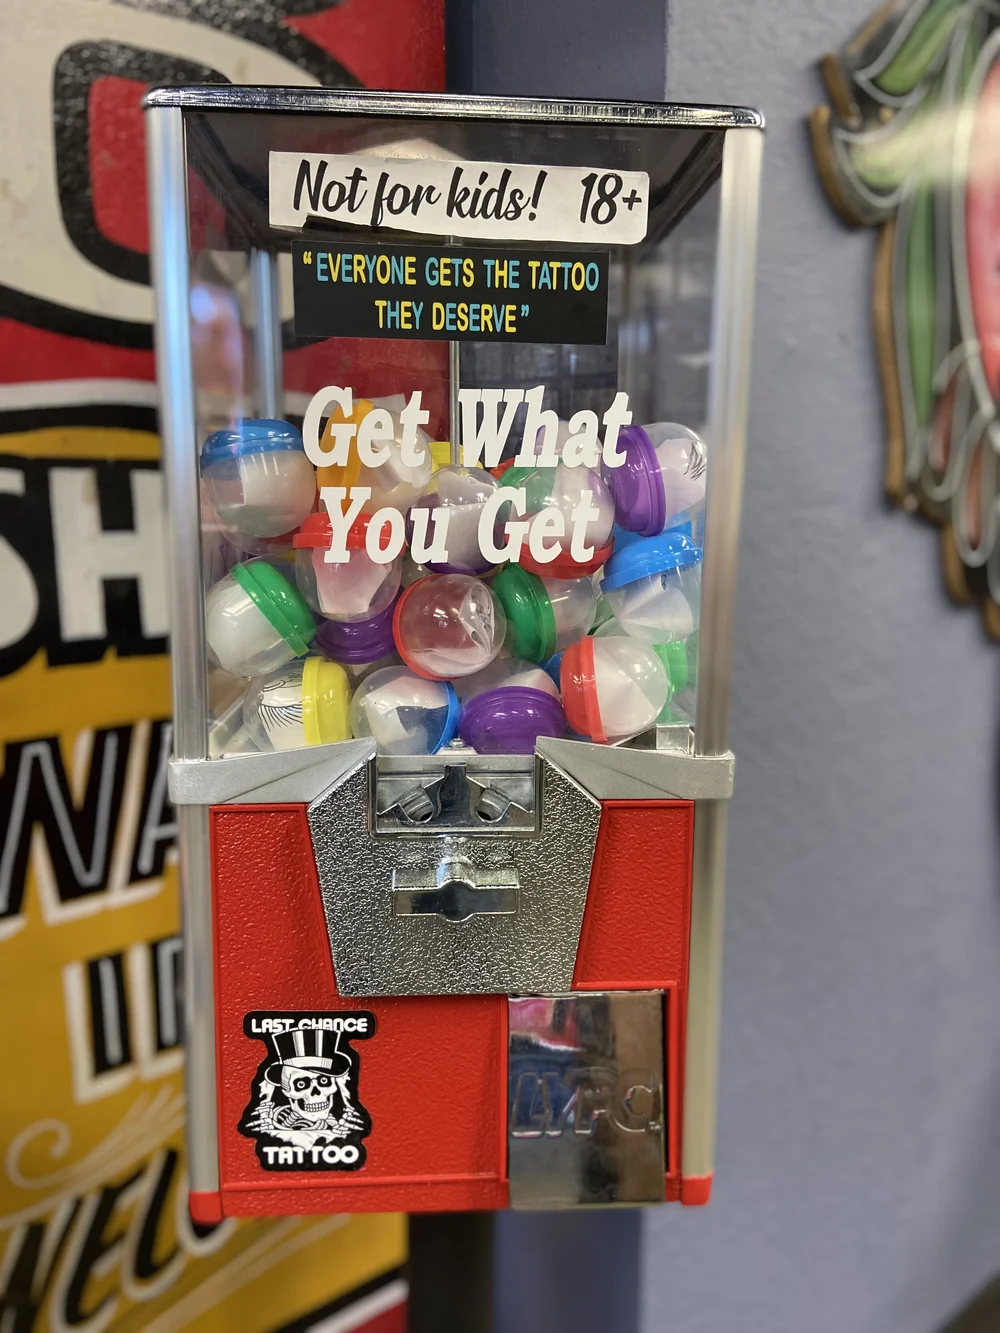 Not for kids! 18+
“EVERYONE GETS THE TATTOO
THEY DESERVE”
Get What
You Get
LAST CHANCE
TATTOO